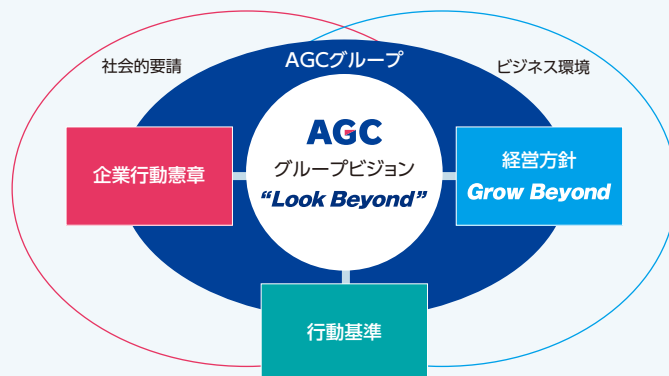 AGCグループ
社会的要請
ビジネス環境
AGC
グループビジョン
“Look Beyond”
企業行動憲章
経営方針
Grow Beyond
行動基準